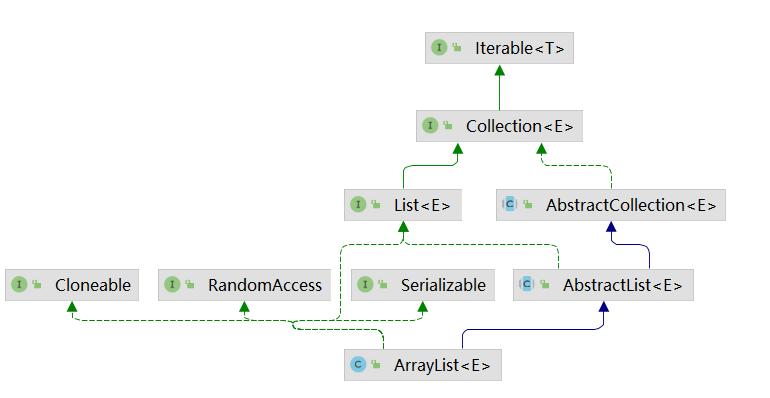 I Iterable<T>
I Collection<E>
I List<E>
C AbstractCollection<E>
I Cloneable
I RandomAccess
I Serializable
C AbstractList<E>
C ArrayList<E>